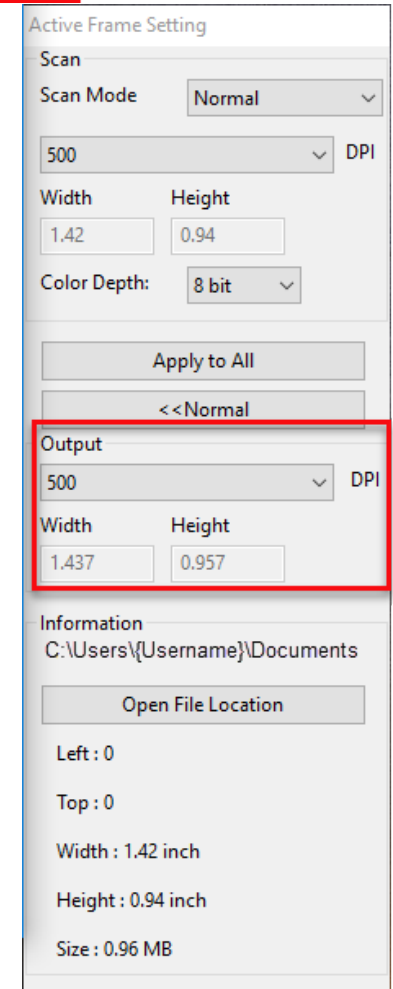 Active Frame Setting
Scan
Scan Mode Normal
500 DPI
Width Height
1.42 0.94
Color Depth: 8 bit
Apply to All
<<Normal
Output
500 DPI
Width Height
1.437 0.957
Information
C:\Users\{Username}\Documents
Open File Location
Left : 0
Top : 0
Width : 1.42 inch
Height : 0.94 inch
Size : 0.96 MB